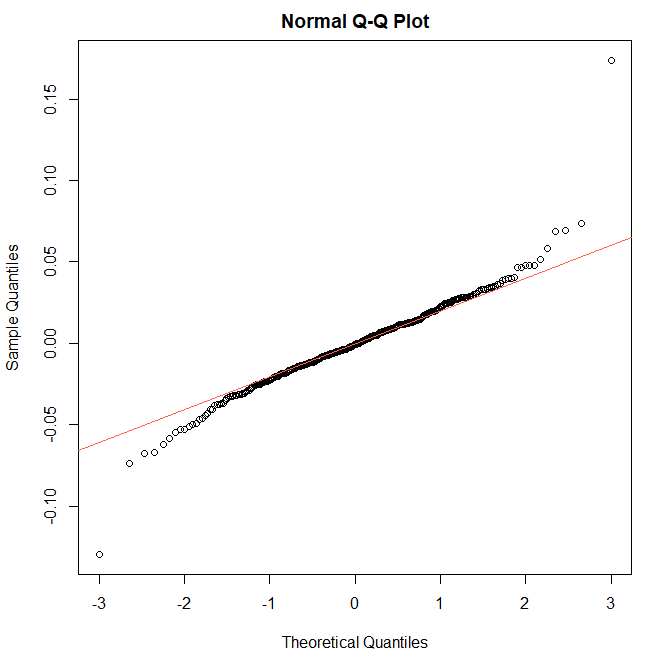 Normal Q-Q Plot
Sample Quantiles
0.15
0.10
0.05
0.00
-0.05
-0.10
-3 -2 -1 0 1 2 3
Theoretical Quantiles